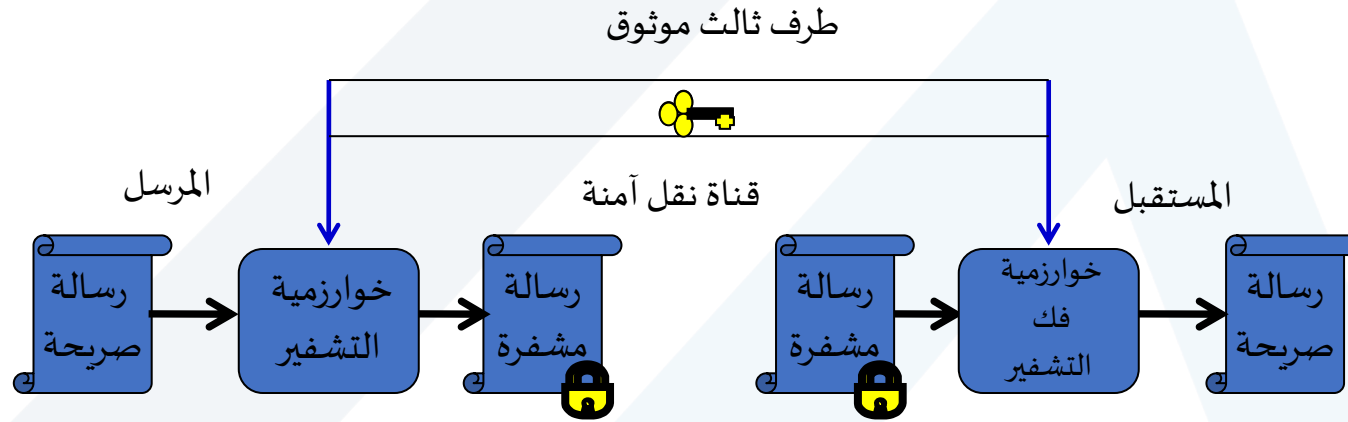 طرف ثالث موثوق
المرسل
قناة نقل آمنة
المستقبل
رسالة
صريحة
خوارزمية
التشفير
رسالة
مشفرة
رسالة
مشفرة
خوارزمية
فك
التشفير
رسالة
صريحة